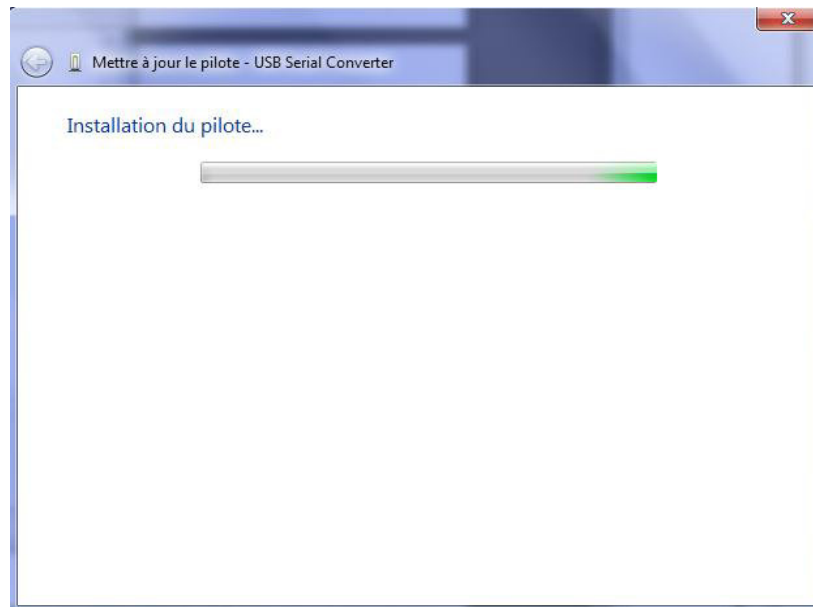 Mettre à jour le pilote - USB Serial Converter
Installation du pilote...